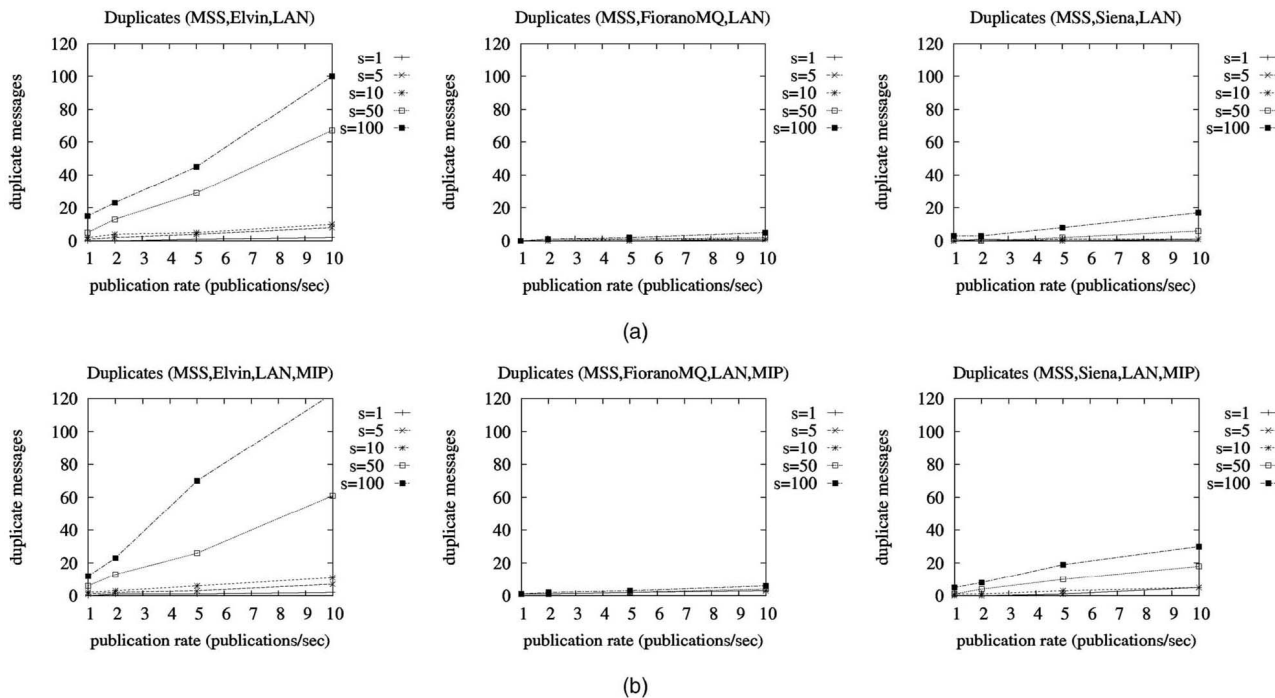 Duplicates (MSS,Elvin,LAN)
120
100
80
60
40
20
0
duplicate messages
1 2 3 4 5 6 7 8 9 10
publication rate (publications/sec)
s=1
s=5
s=10
s=50
s=100
Duplicates (MSS,FioranoMQ,LAN)
120
100
80
60
40
20
0
duplicate messages
1 2 3 4 5 6 7 8 9 10
publication rate (publications/sec)
s=1
s=5
s=10
s=50
s=100
Duplicates (MSS,Siena,LAN)
120
100
80
60
40
20
0
duplicate messages
1 2 3 4 5 6 7 8 9 10
publication rate (publications/sec)
s=1
s=5
s=10
s=50
s=100
(a)
Duplicates (MSS,Elvin,LAN,MIP)
120
100
80
60
40
20
0
duplicate messages
1 2 3 4 5 6 7 8 9 10
publication rate (publications/sec)
s=1
s=5
s=10
s=50
s=100
Duplicates (MSS,FioranoMQ,LAN,MIP)
120
100
80
60
40
20
0
duplicate messages
1 2 3 4 5 6 7 8 9 10
publication rate (publications/sec)
s=1
s=5
s=10
s=50
s=100
Duplicates (MSS,Siena,LAN,MIP)
120
100
80
60
40
20
0
duplicate messages
1 2 3 4 5 6 7 8 9 10
publication rate (publications/sec)
s=1
s=5
s=10
s=50
s=100
(b)